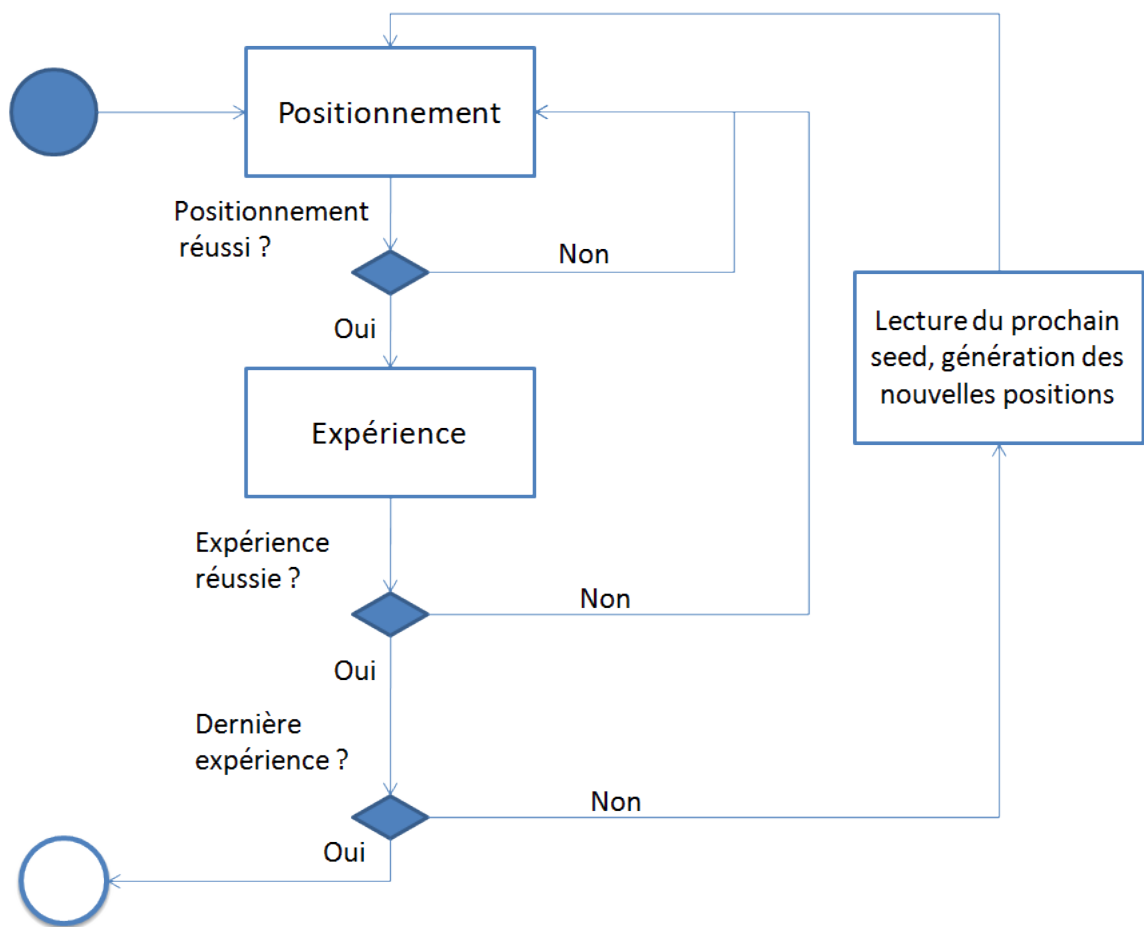 Positionnement
Positionnement
réussi ?
Non
Oui
Lecture du prochain
seed, génération des
nouvelles positions
Expérience
Expérience
réussie ?
Non
Oui
Dernière
expérience ?
Non
Oui